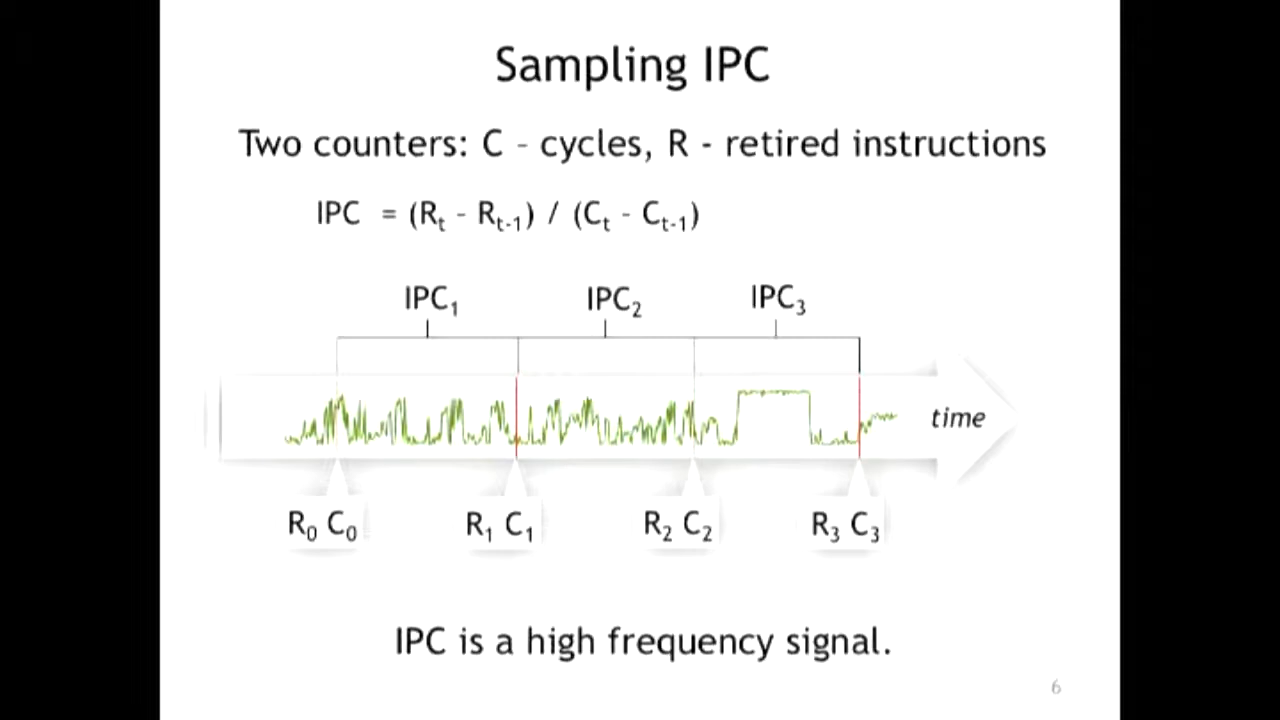 Sampling IPC
Two counters: C - cycles, R - retired instructions
IPC = (Rt - Rt-1) / (Ct - Ct-1)
IPC1 IPC2 IPC3
time
R0 C0 R1 C1 R2 C2 R3 C3
IPC is a high frequency signal.
6